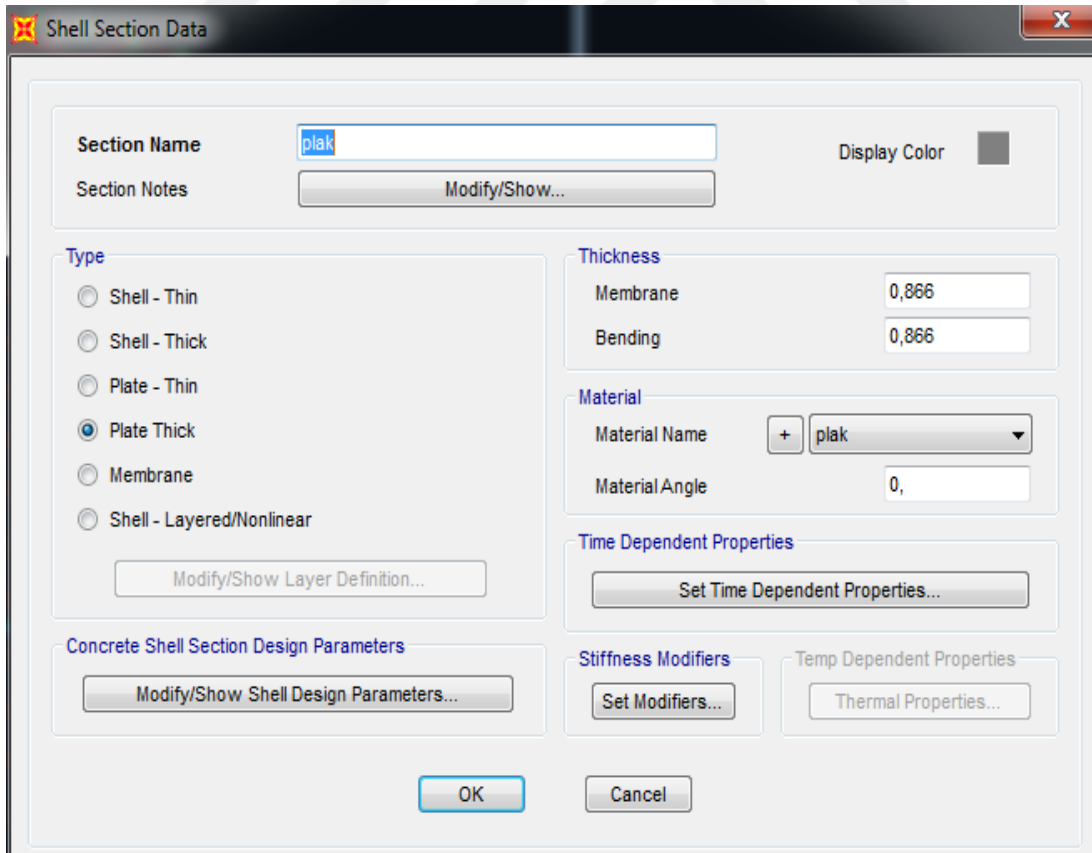 Shell Section Data
Section Name
plak
Display Color
Section Notes
Modify/Show...
Type
Shell - Thin
Shell - Thick
Plate - Thin
Plate Thick
Membrane
Shell - Layered/Nonlinear
Modify/Show Layer Definition...
Concrete Shell Section Design Parameters
Modify/Show Shell Design Parameters...
Thickness
Membrane 0,866
Bending 0,866
Material
Material Name + plak
Material Angle 0,
Time Dependent Properties
Set Time Dependent Properties...
Stiffness Modifiers
Set Modifiers...
Temp Dependent Properties
Thermal Properties...
OK
Cancel